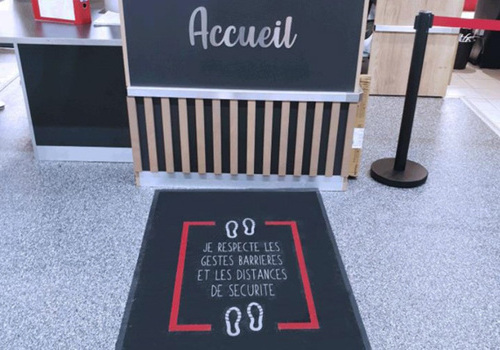 Accueil
JE RESPECTE LES
GESTES BARRIERES
ET LES DISTANCES
DE SECURITE